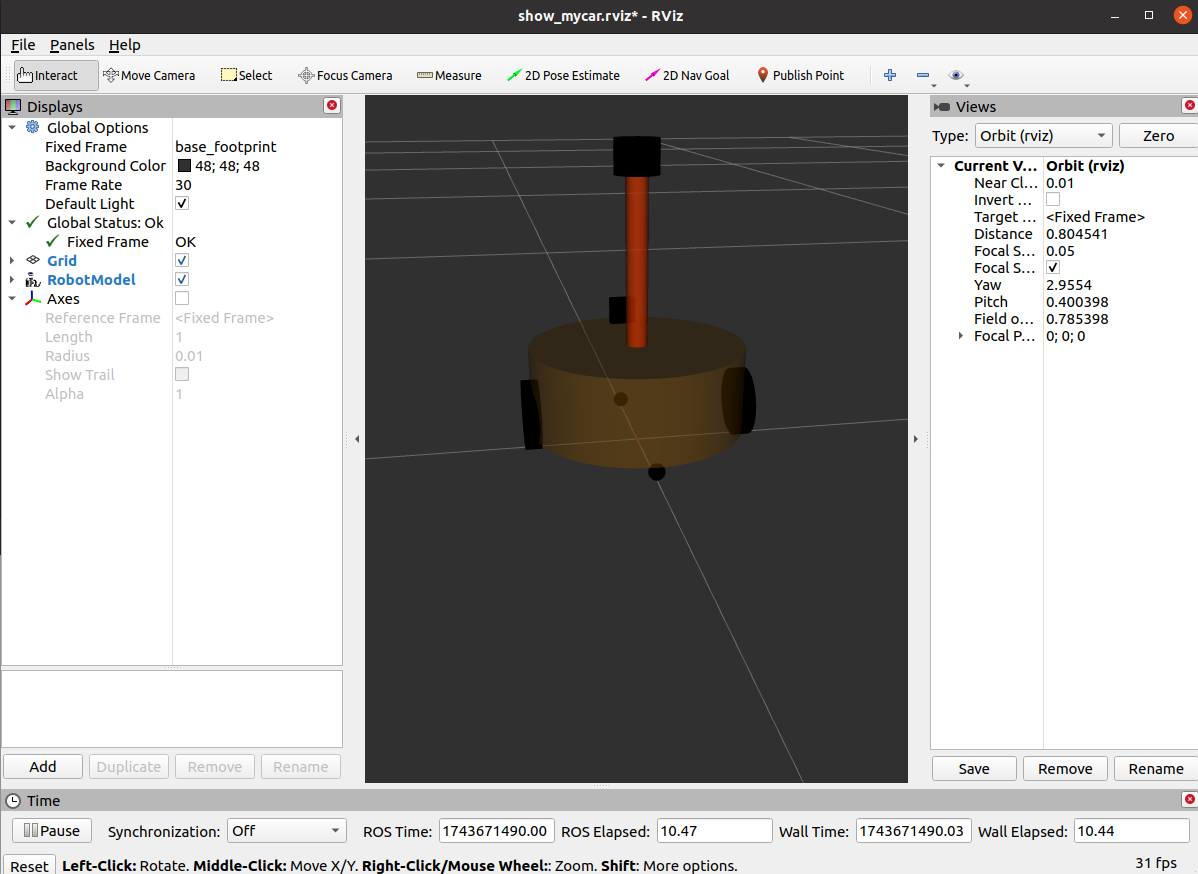 show_mycar.rviz* - RViz
File Panels Help
Interact Move Camera Select Focus Camera Measure 2D Pose Estimate 2D Nav Goal Publish Point
Displays
Global Options
Fixed Frame base_footprint
Background Color 48; 48; 48
Frame Rate 30
Default Light
Global Status: Ok
Fixed Frame OK
Grid
RobotModel
Axes
Reference Frame <Fixed Frame>
Length 1
Radius 0.01
Show Trail
Alpha 1
Add Duplicate Remove Rename
Views
Type: Orbit (rviz) Zero
Current V... Orbit (rviz)
Near Cl... 0.01
Invert ...
Target ... <Fixed Frame>
Distance 0.804541
Focal S... 0.05
Focal S...
Yaw 2.9554
Pitch 0.400398
Field o... 0.785398
Focal P... 0; 0; 0
Save Remove Rename
Time
Pause Synchronization: Off ROS Time: 1743671490.00 ROS Elapsed: 10.47 Wall Time: 1743671490.03 Wall Elapsed: 10.44
Reset Left-Click: Rotate. Middle-Click: Move X/Y. Right-Click/Mouse Wheel:: Zoom. Shift: More options. 31 fps